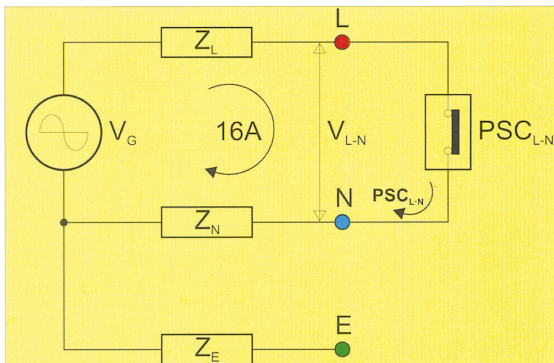 Z_L
L
V_G
16A
V_L-N
PSC_L-N
N
PSC_L-N
Z_N
E
Z_E